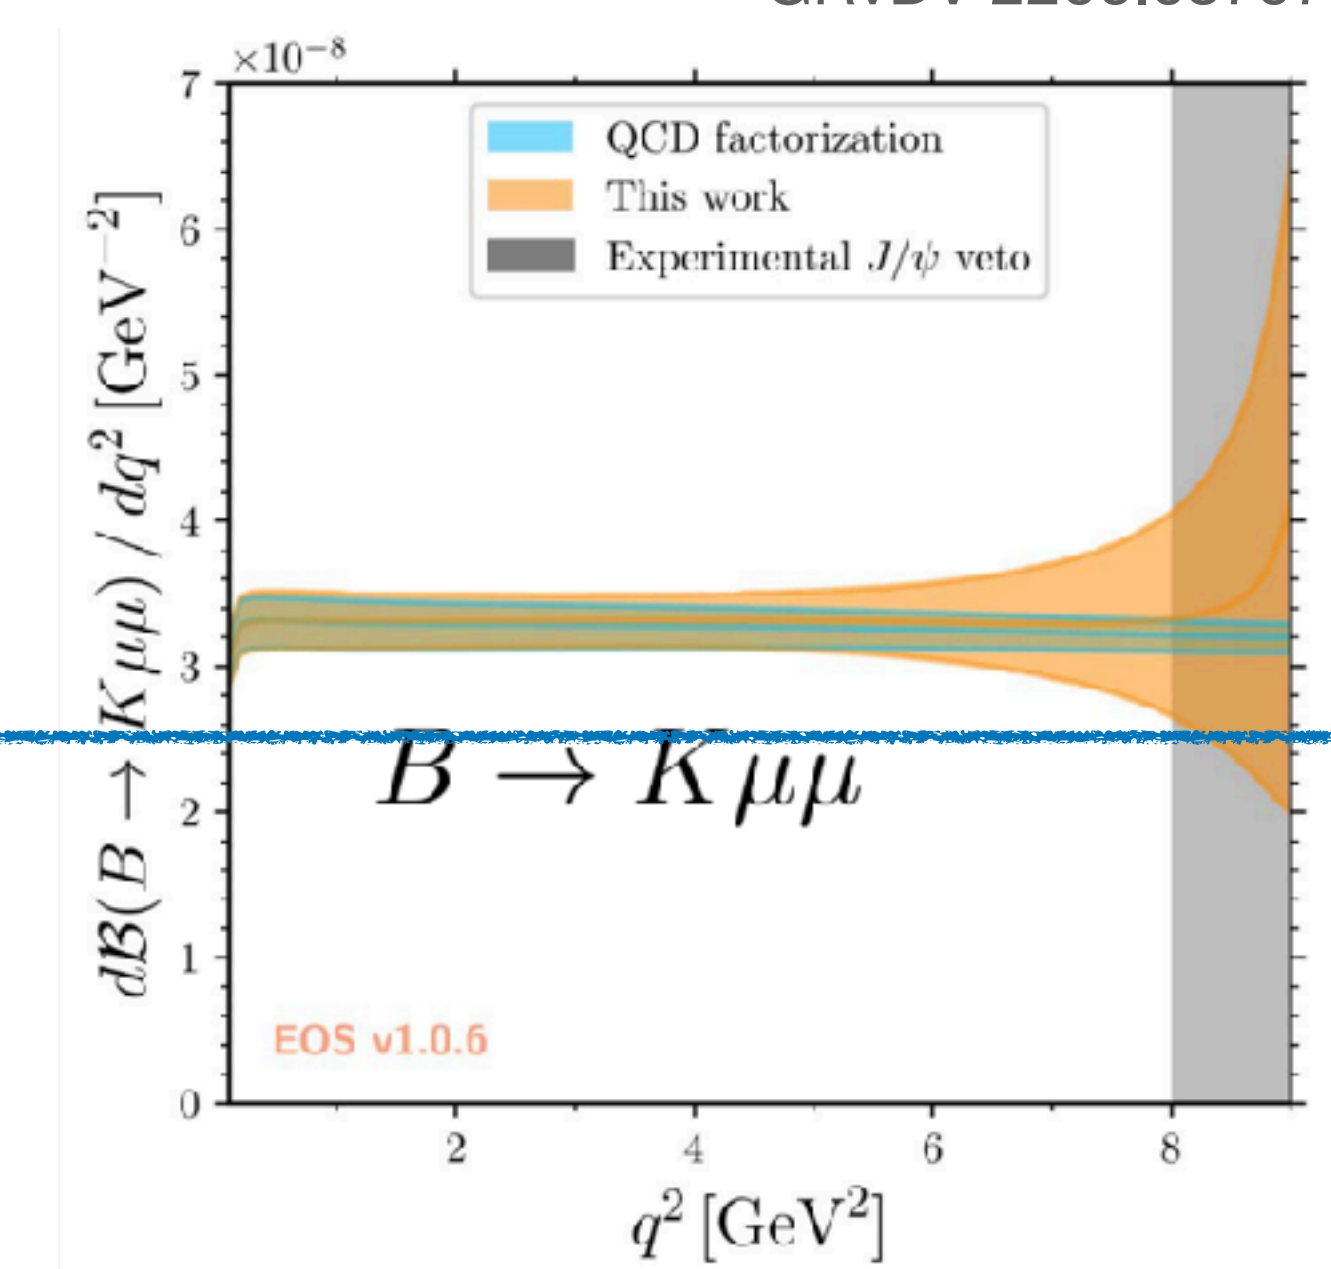 ×10−8
7
6
5
4
3
2
1
0
QCD factorization
This work
Experimental J/ψ veto
dB(B → Kμμ) / dq2 [GeV−2]
B → Kμμ
EOS v1.0.6
2 4 6 8
q2 [GeV2]